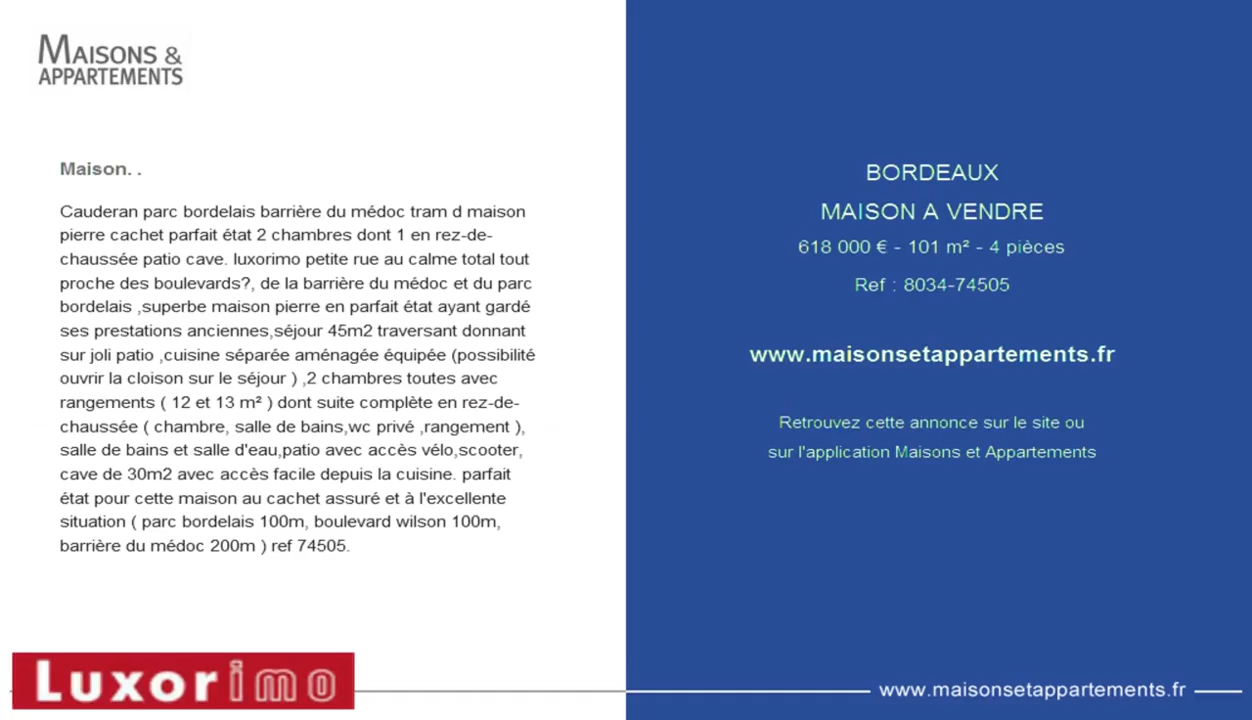 MAISONS &
APPARTEMENTS
Maison. .
Cauderan parc bordelais barrière du médoc tram d maison
pierre cachet parfait état 2 chambres dont 1 en rez-de-
chaussée patio cave. luxorimo petite rue au calme total tout
proche des boulevards?, de la barrière du médoc et du parc
bordelais ,superbe maison pierre en parfait état ayant gardé
ses prestations anciennes,séjour 45m2 traversant donnant
sur joli patio ,cuisine séparée aménagée équipée (possibilité
ouvrir la cloison sur le séjour ) ,2 chambres toutes avec
rangements ( 12 et 13 m² ) dont suite complète en rez-de-
chaussée ( chambre, salle de bains,wc privé ,rangement ),
salle de bains et salle d'eau,patio avec accès vélo,scooter,
cave de 30m2 avec accès facile depuis la cuisine. parfait
état pour cette maison au cachet assuré et à l'excellente
situation ( parc bordelais 100m, boulevard wilson 100m,
barrière du médoc 200m ) ref 74505.
Luxorimo
BORDEAUX
MAISON A VENDRE
618 000 € - 101 m² - 4 pièces
Ref : 8034-74505
www.maisonsetappartements.fr
Retrouvez cette annonce sur le site ou
sur l'application Maisons et Appartements
www.maisonsetappartements.fr